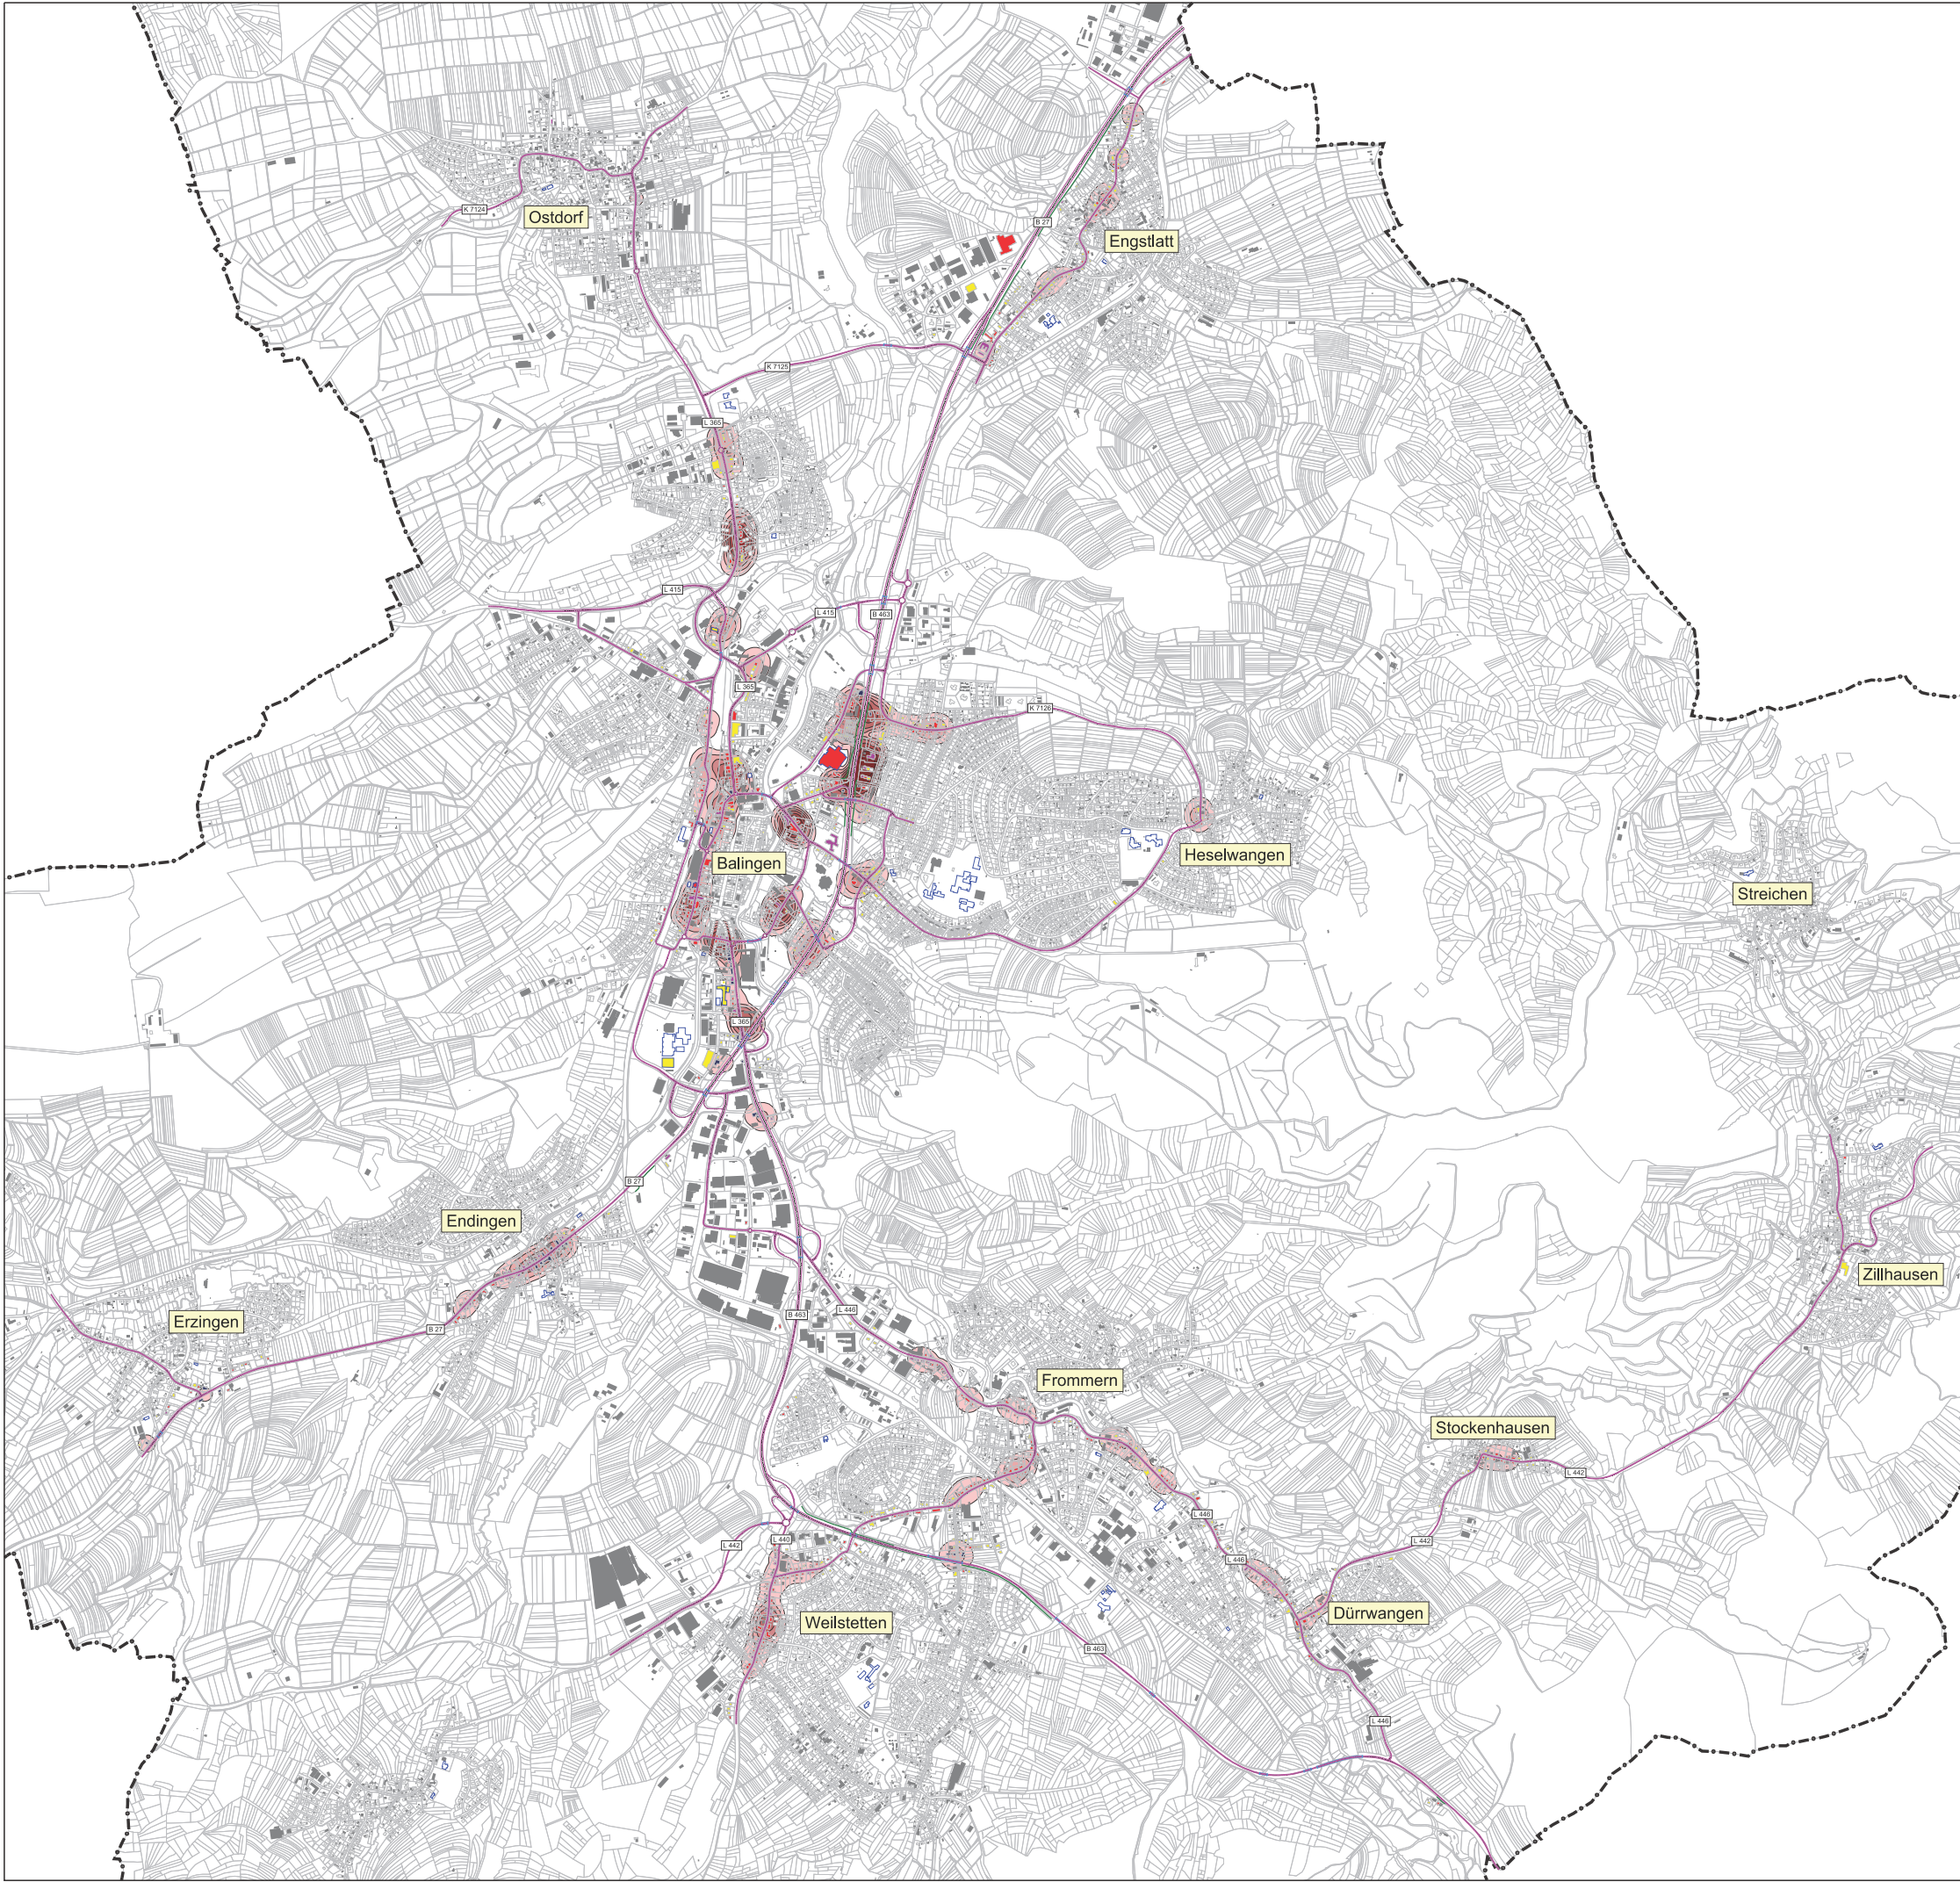 Ostdorf
K 7124
B 27
Engstlatt
K 7125
L 365
L 415
L 415
B 463
L 365
K 7126
Balingen
Heselwangen
Streichen
L 365
B 27
Endingen
Zillhausen
Erzingen
B 27
B 463
L 446
Frommern
Stockenhausen
L 442
L 446
L 442
L 440
L 442
L 446
Dürrwangen
Weilstetten
B 463
L 446